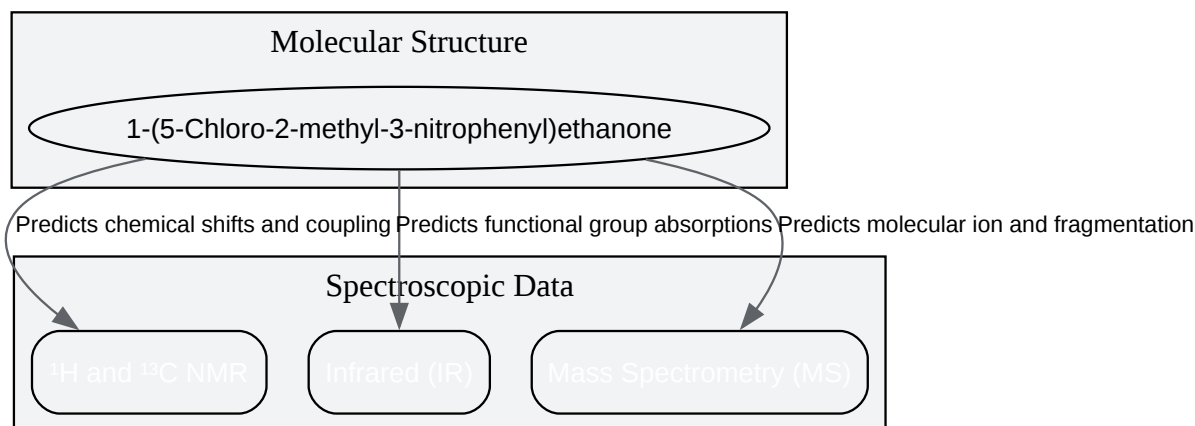 Molecular Structure
1-(5-Chloro-2-methyl-3-nitrophenyl)ethanone
Predicts chemical shifts and coupling
Predicts functional group absorptions
Predicts molecular ion and fragmentation
Spectroscopic Data
¹H and ¹³C NMR
Infrared (IR)
Mass Spectrometry (MS)